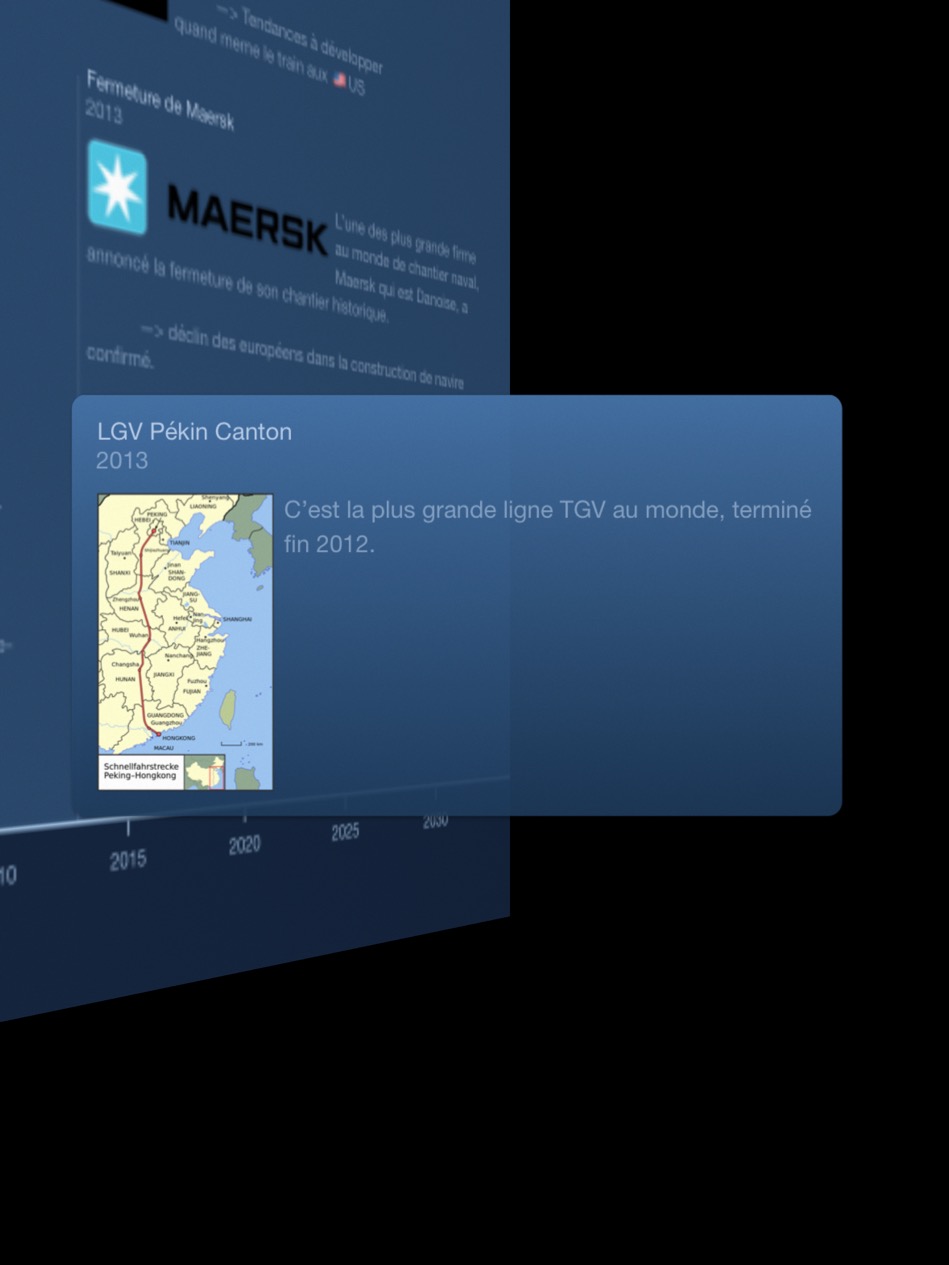 —> Tendances à développer
quand même le train aux 🇺🇸 US
Fermeture de Maersk
2013
MAERSK
L'une des plus grande firme
au monde de chantier naval,
Maersk qui est Danoise, a
annoncé la fermeture de son chantier historique.
—> déclin des européens dans la construction de navire
confirmé.
LGV Pékin Canton
2013
C'est la plus grande ligne TGV au monde, terminé
fin 2012.
Shenyang
LIAONING
PEKING
HEBEI
TIANJIN
Taiyuan
Jinan
SHANXI
SHAN-
DONG
Zhengzhou
JIANG-
SU
HENAN
Hefei
Nan-
jing
SHANGHAI
ANHUI
HUBEI
Wuhan
Hangzhou
ZHE-
JIANG
Nanchang
Changsha
JIANGXI
HUNAN
Fuzhou
FUJIAN
GUANGDONG
Guangzhou
HONGKONG
MACAU
Schnellfahrstrecke
Peking-Hongkong
10
2015
2020
2025
2030